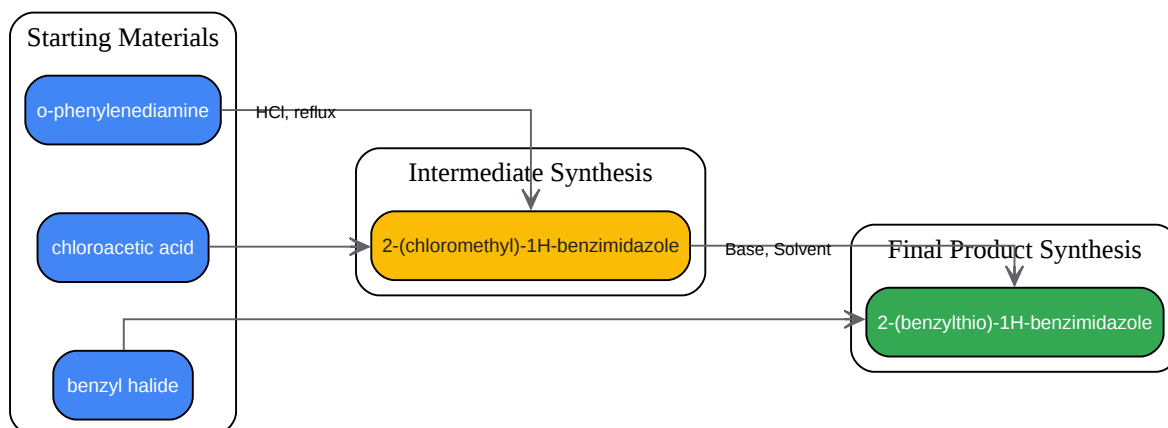 Starting Materials
o-phenylenediamine
HCl, reflux
Intermediate Synthesis
chloroacetic acid
2-(chloromethyl)-1H-benzimidazole
Base, Solvent
Final Product Synthesis
2-(benzylthio)-1H-benzimidazole
benzyl halide